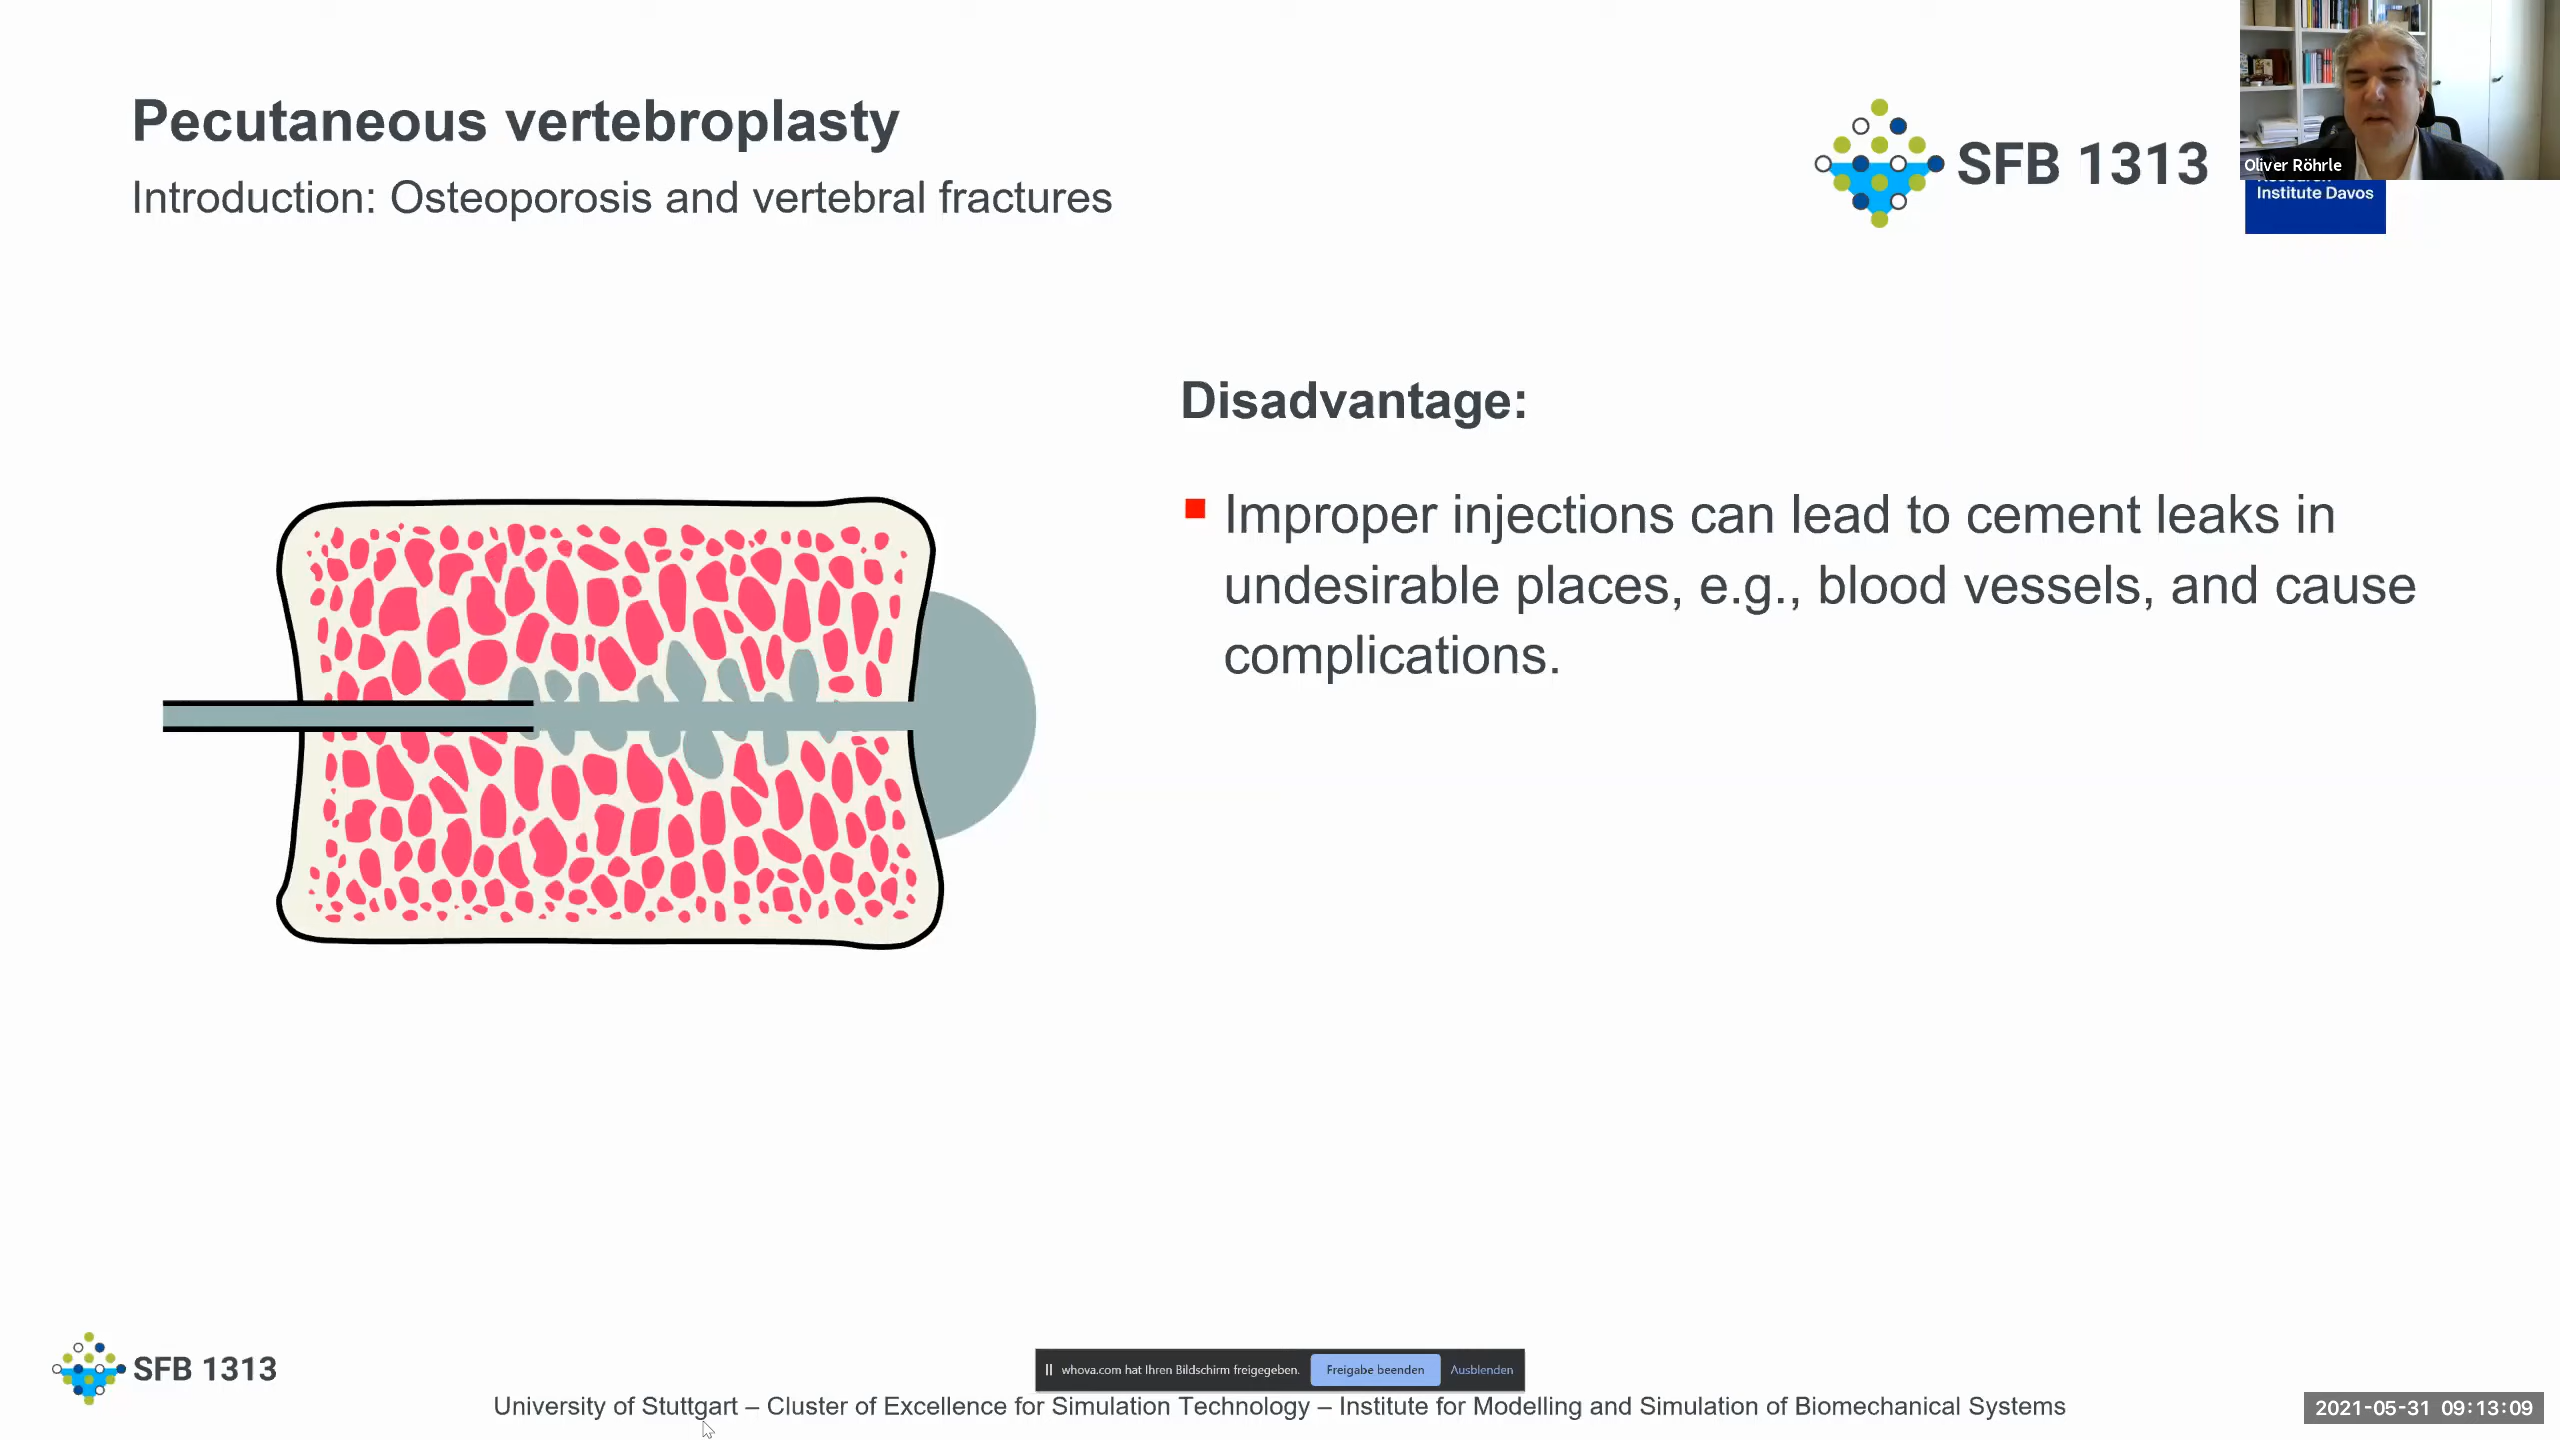 Pecutaneous vertebroplasty
Introduction: Osteoporosis and vertebral fractures
SFB 1313
Oliver Röhrle
Institute Davos
Disadvantage:
Improper injections can lead to cement leaks in
undesirable places, e.g., blood vessels, and cause
complications.
SFB 1313
whova.com hat Ihren Bildschirm freigegeben. Freigabe beenden Ausblenden
University of Stuttgart – Cluster of Excellence for Simulation Technology – Institute for Modelling and Simulation of Biomechanical Systems
2021-05-31 09:13:09